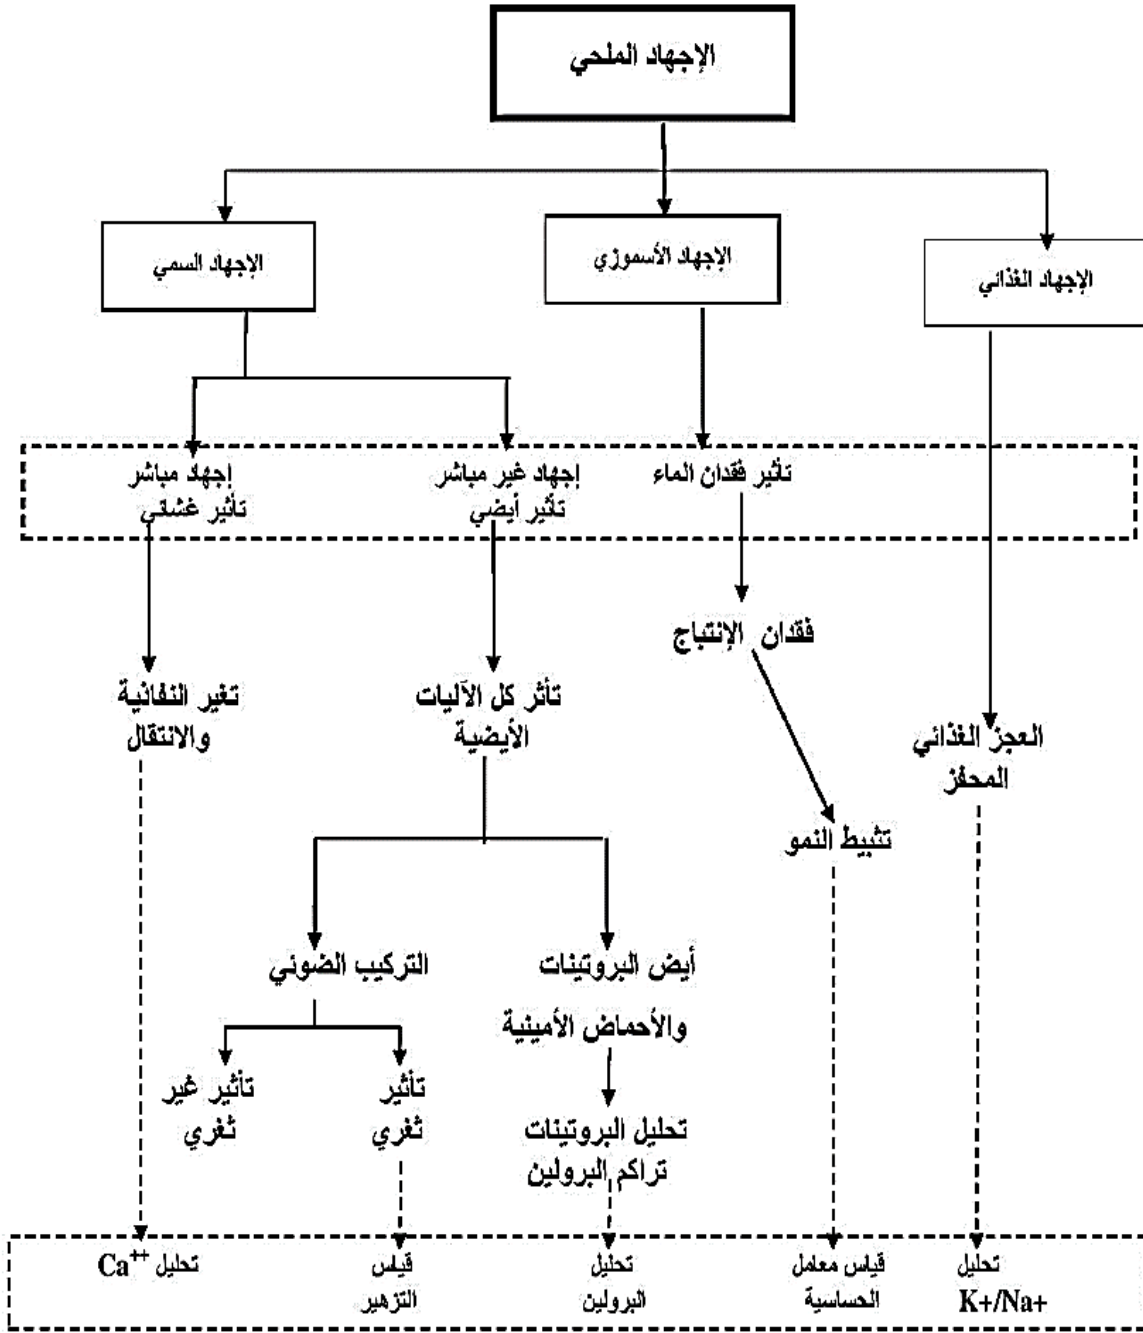 الإجهاد الملحي
الإجهاد الغذائي
الإجهاد الأسموزي
الإجهاد السمي
تأثير فقدان الماء
إجهاد غير مباشر
تأثير أيضي
إجهاد مباشر
تأثير غشائي
فقدان الإنتباج
العجز الغذائي
المحفز
تأثر كل الآليات
الأيضية
تغير النفاذية
والانتقال
تثبيط النمو
أيض البروتينات
والأحماض الأمينية
التركيب الضوئي
تأثير
ثغري
تأثير غير
ثغري
تحليل البروتينات
تراكم البرولين
تحليل
K+/Na+
قياس معامل
الحساسية
تحليل
البرولين
قياس
التزهير
تحليل Ca++